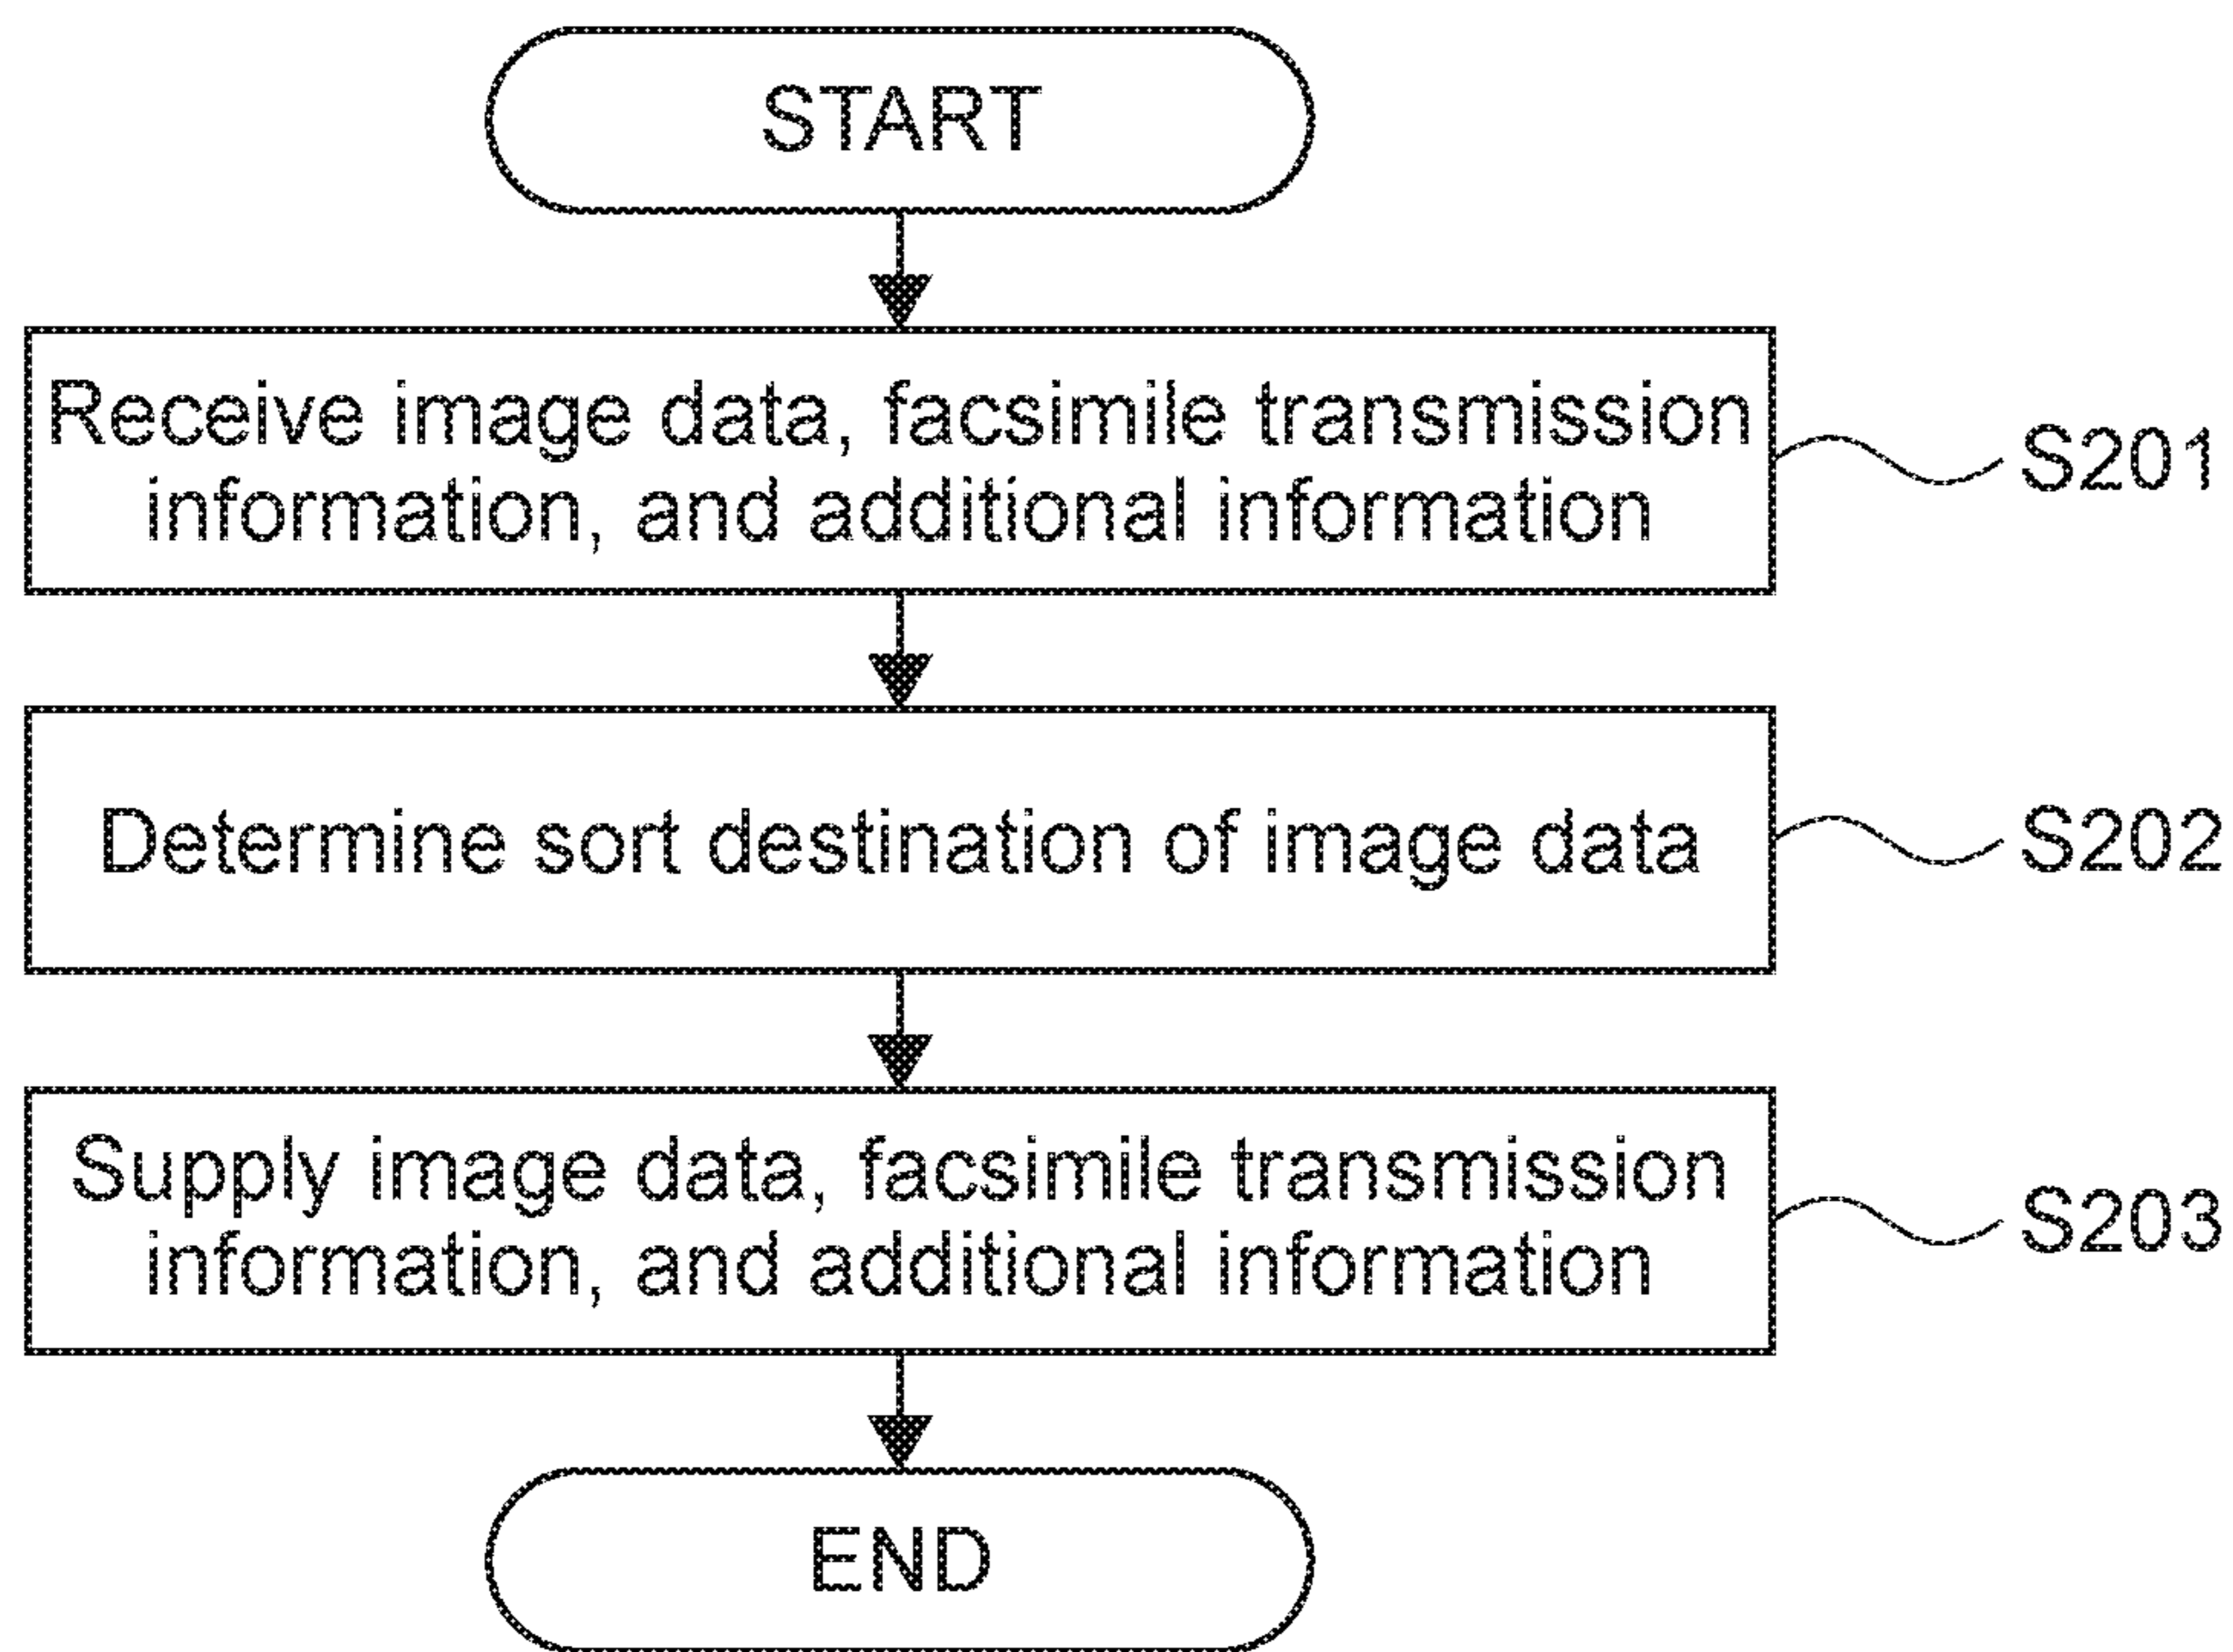 START
Receive image data, facsimile transmission
information, and additional information
S201
Determine sort destination of image data
S202
Supply image data, facsimile transmission
information, and additional information
S203
END